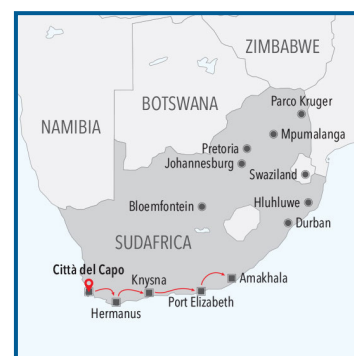 ZIMBABWE
BOTSWANA
Parco Kruger
NAMIBIA
Mpumalanga
Pretoria
Johannesburg
Swaziland
Bloemfontein
Hluhluwe
Durban
SUDAFRICA
Città del Capo
Knysna
Amakhala
Hermanus
Port Elizabeth